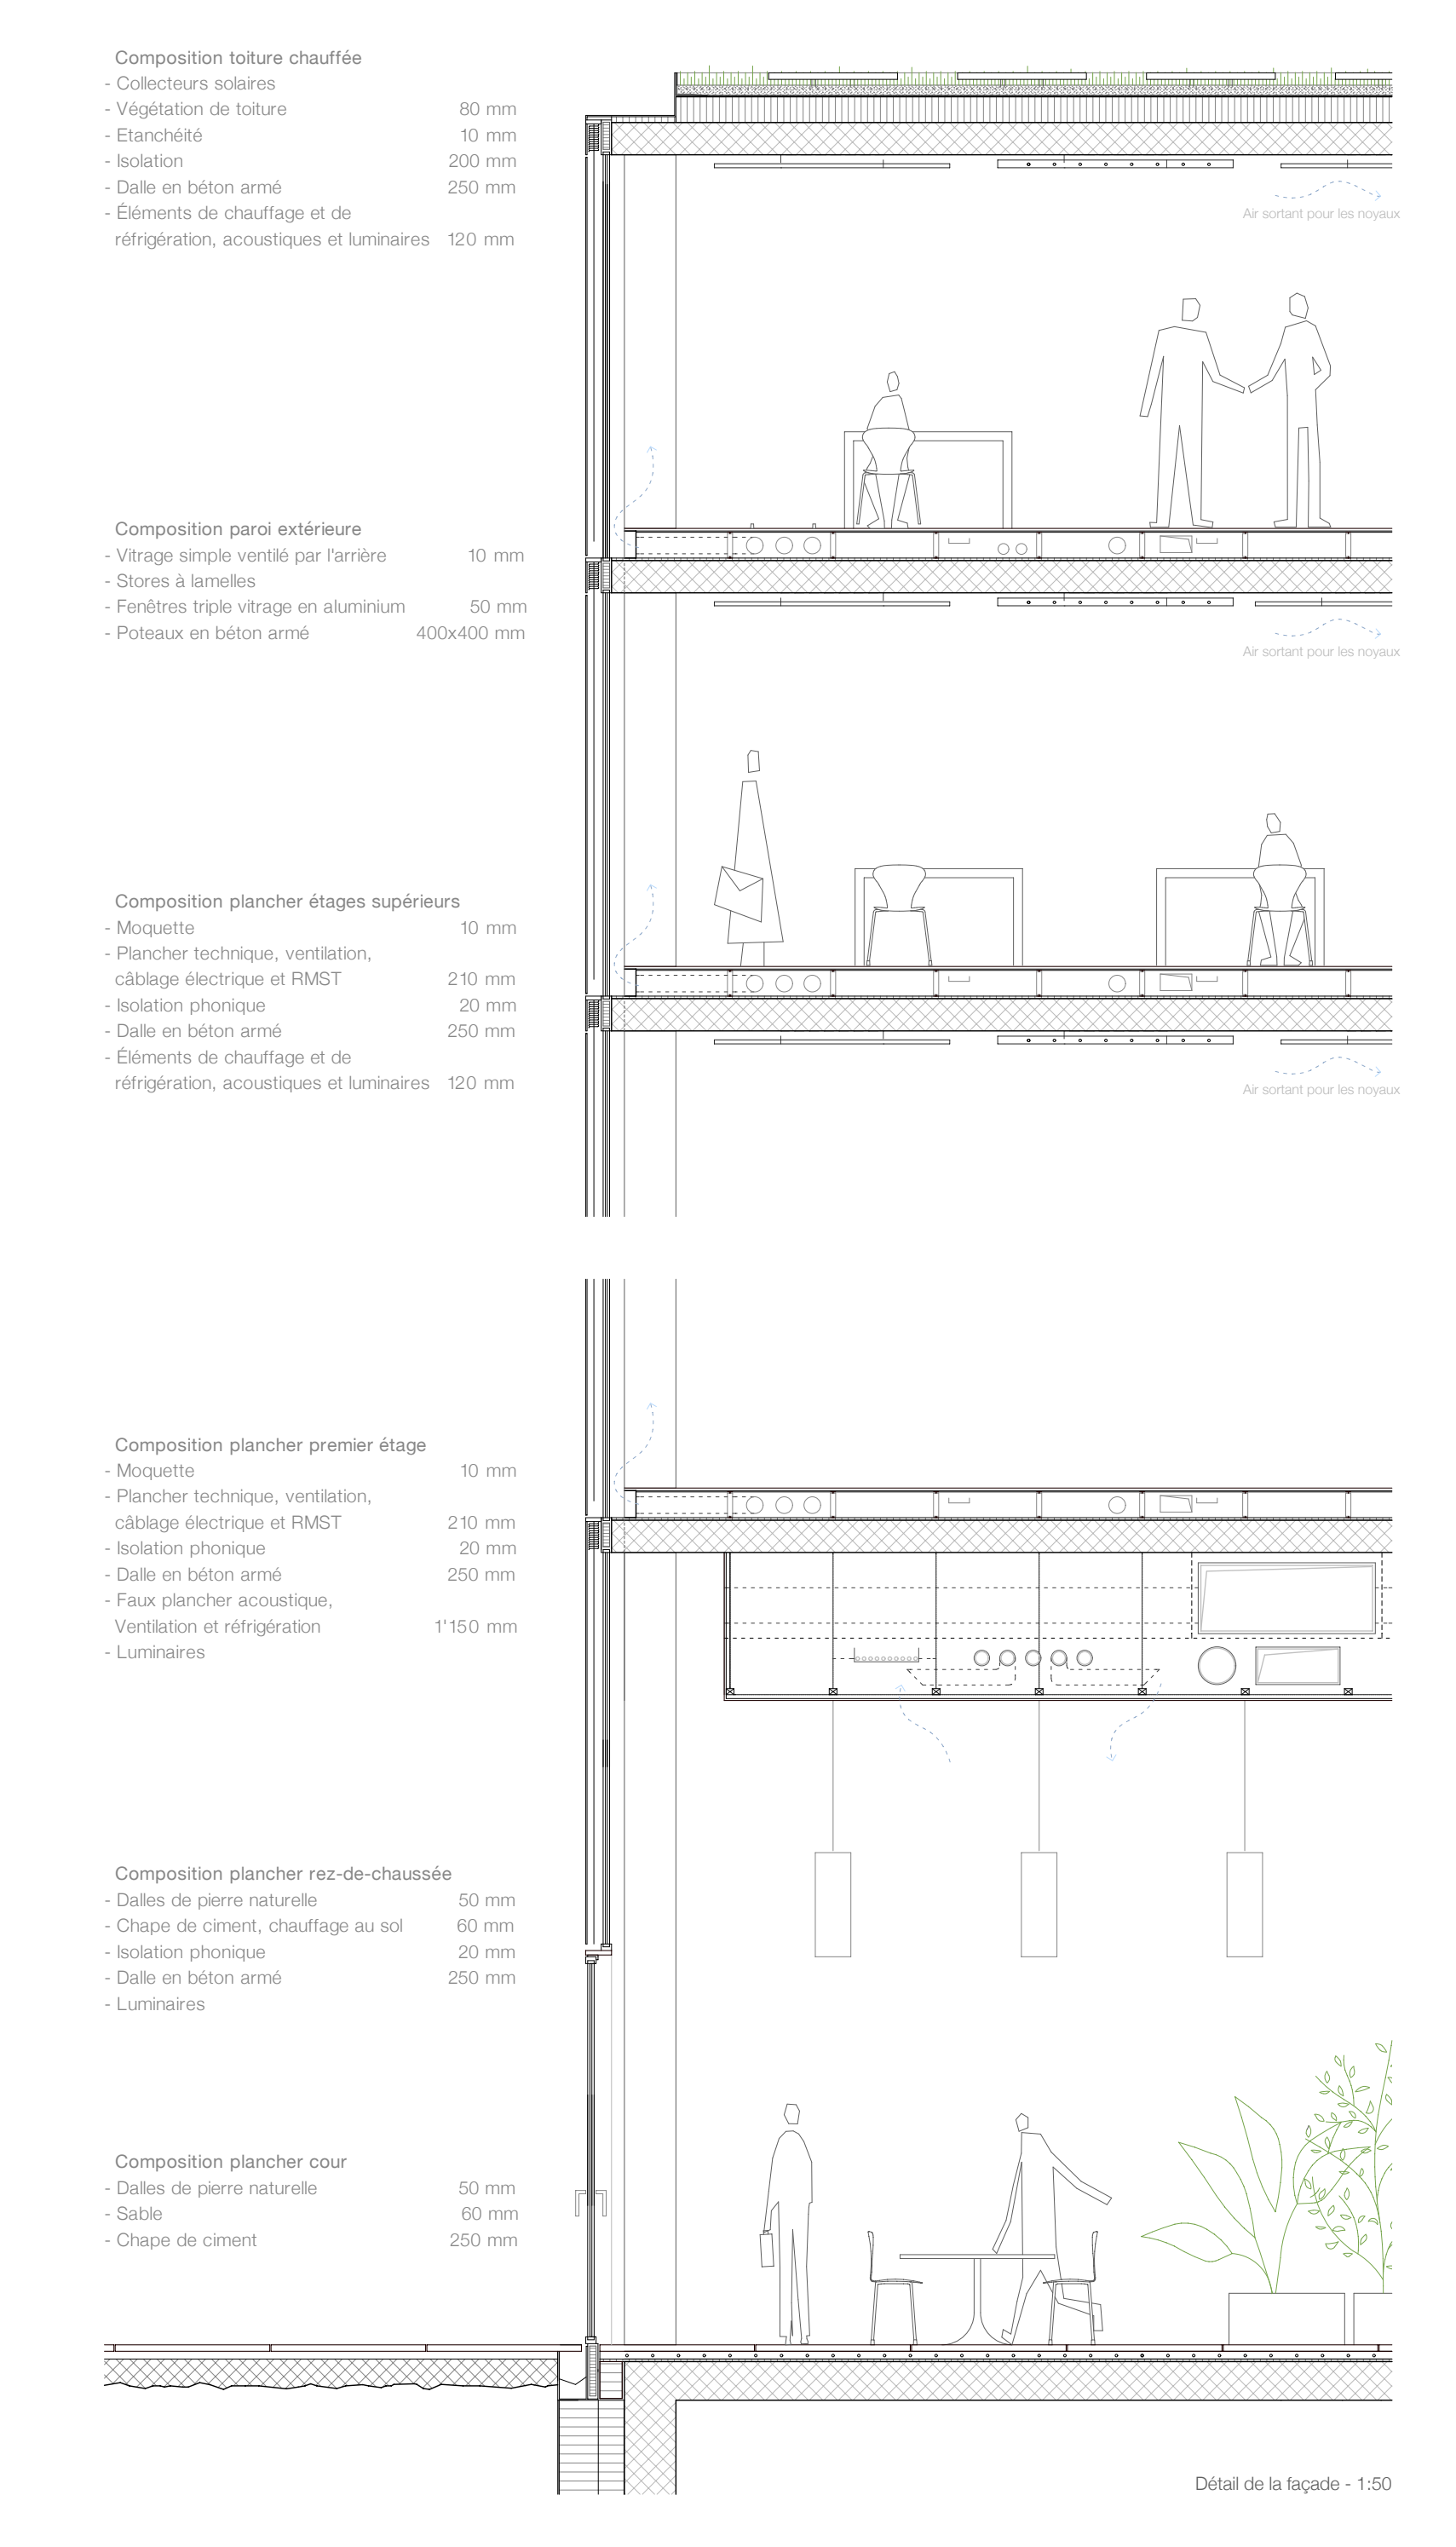 Composition toiture chauffée
- Collecteurs solaires
- Végétation de toiture 80 mm
- Etanchéité 10 mm
- Isolation 200 mm
- Dalle en béton armé 250 mm
- Éléments de chauffage et de
réfrigération, acoustiques et luminaires 120 mm
Air sortant pour les noyaux
Composition paroi extérieure
- Vitrage simple ventilé par l'arrière 10 mm
- Stores à lamelles
- Fenêtres triple vitrage en aluminium 50 mm
- Poteaux en béton armé 400x400 mm
Air sortant pour les noyaux
Composition plancher étages supérieurs
- Moquette 10 mm
- Plancher technique, ventilation,
câblage électrique et RMST 210 mm
- Isolation phonique 20 mm
- Dalle en béton armé 250 mm
- Éléments de chauffage et de
réfrigération, acoustiques et luminaires 120 mm
Air sortant pour les noyaux
Composition plancher premier étage
- Moquette 10 mm
- Plancher technique, ventilation,
câblage électrique et RMST 210 mm
- Isolation phonique 20 mm
- Dalle en béton armé 250 mm
- Faux plancher acoustique,
Ventilation et réfrigération 1'150 mm
- Luminaires
Composition plancher rez-de-chaussée
- Dalles de pierre naturelle 50 mm
- Chape de ciment, chauffage au sol 60 mm
- Isolation phonique 20 mm
- Dalle en béton armé 250 mm
- Luminaires
Composition plancher cour
- Dalles de pierre naturelle 50 mm
- Sable 60 mm
- Chape de ciment 250 mm
Détail de la façade - 1:50